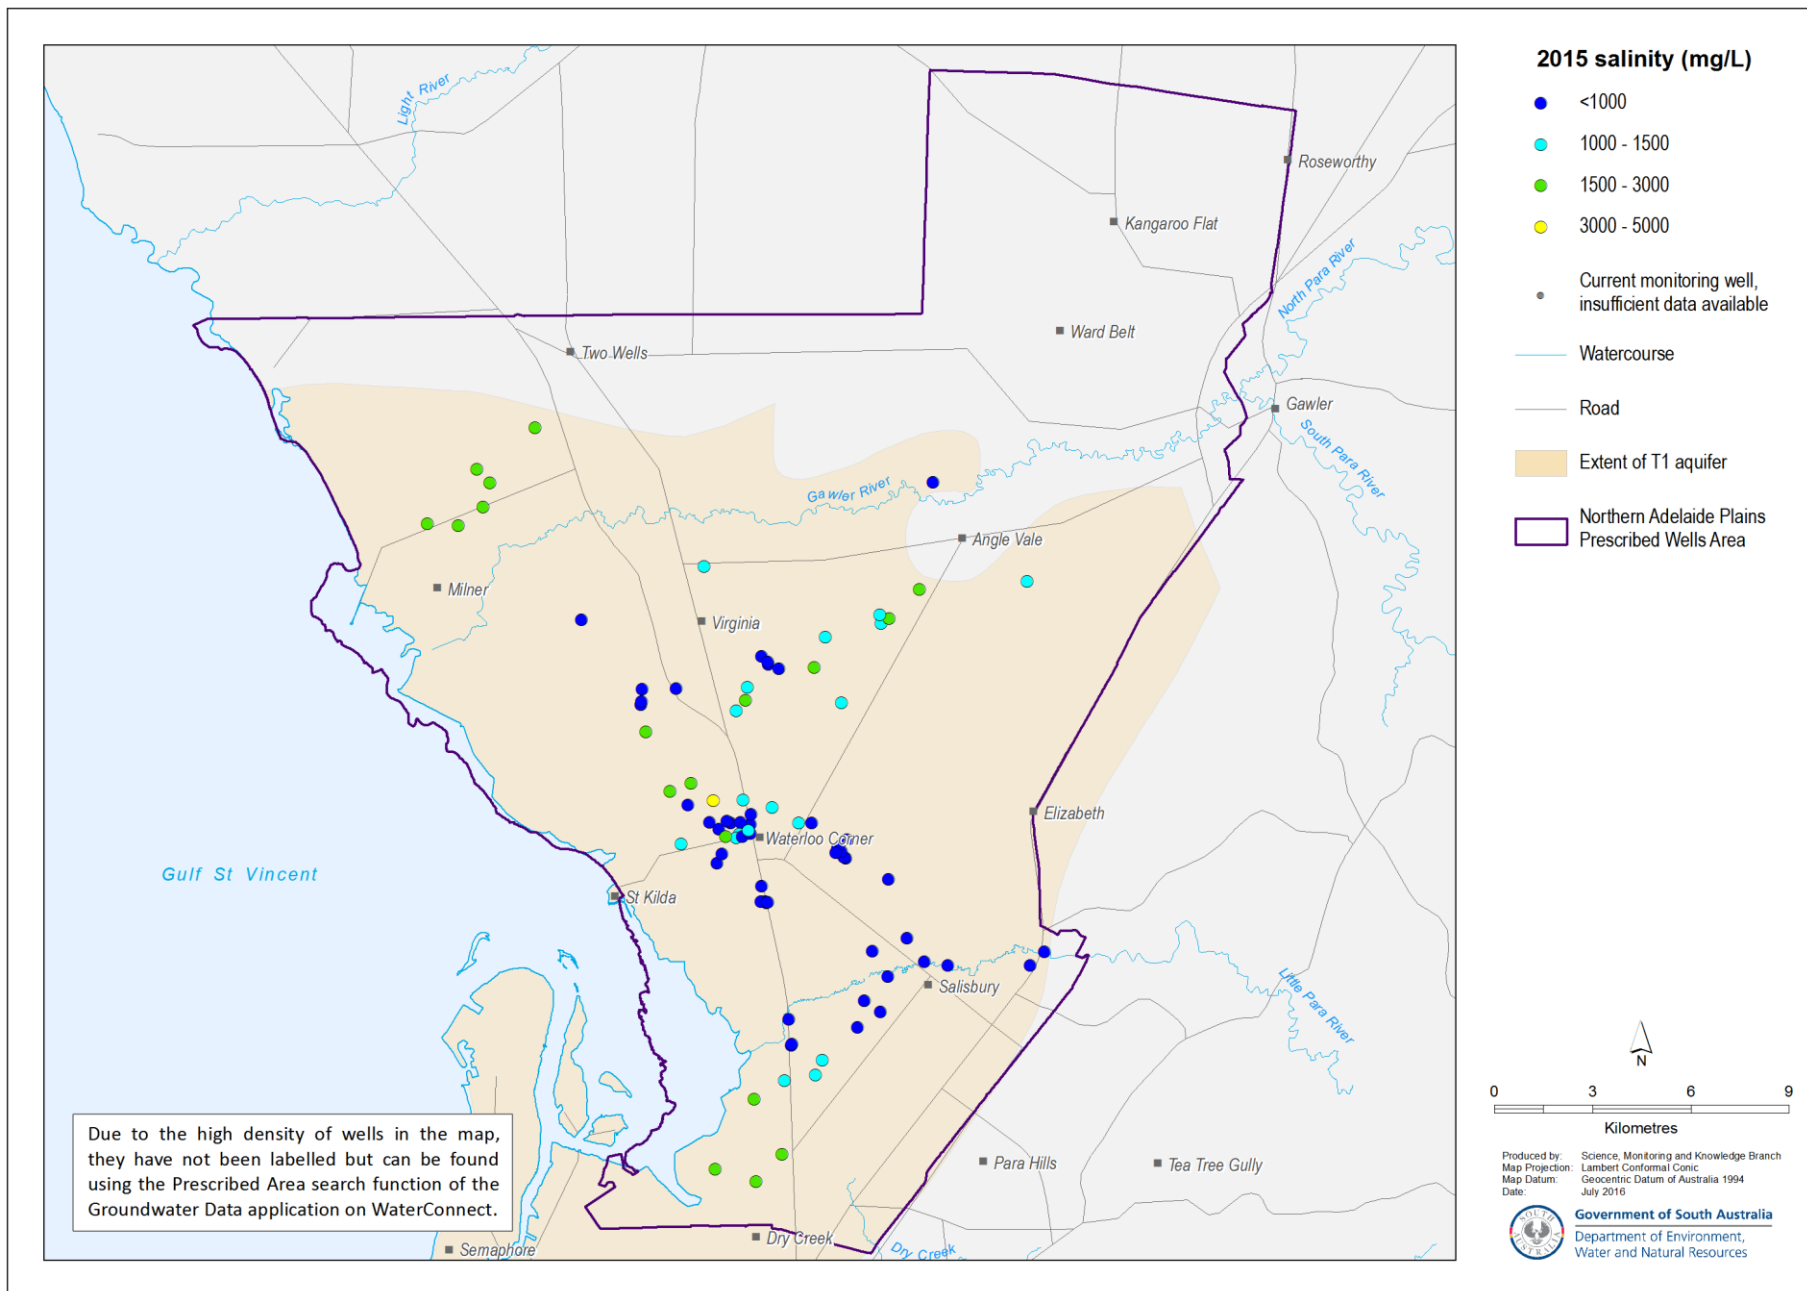 2015 salinity (mg/L)
<1000
1000 - 1500
1500 - 3000
3000 - 5000
Current monitoring well,
insufficient data available
Watercourse
Road
Extent of T1 aquifer
Northern Adelaide Plains
Prescribed Wells Area
Light River
Roseworthy
Kangaroo Flat
North Para River
Ward Belt
Two Wells
Gawler
South Para River
Gawler River
Angle Vale
Milner
Virginia
Elizabeth
Waterloo Corner
Gulf St Vincent
St Kilda
Salisbury
Little Para River
Para Hills
Tea Tree Gully
Dry Creek
Dry Creek
Semaphore
Due to the high density of wells in the map,
they have not been labelled but can be found
using the Prescribed Area search function of the
Groundwater Data application on WaterConnect.
N
0 3 6 9
Kilometres
Produced by: Science, Monitoring and Knowledge Branch
Map Projection: Lambert Conformal Conic
Map Datum: Geocentric Datum of Australia 1994
Date: July 2016
SOUTH
AUSTRALIA
Government of South Australia
Department of Environment,
Water and Natural Resources